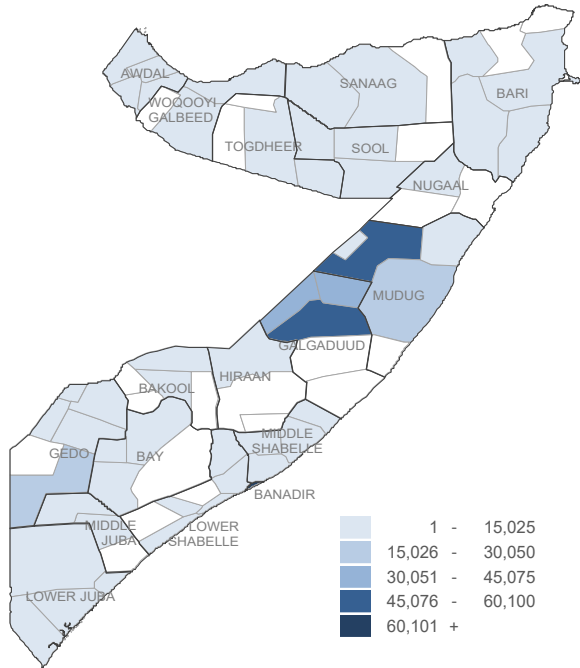 AWDAL
WOQOOYI
GALBEED
TOGDHEER
SANAAG
SOOL
BARI
NUGAAL
MUDUG
GALGADUUD
HIRAAN
BAKOOL
GEDO
BAY
MIDDLE
SHABELLE
BANADIR
LOWER
SHABELLE
MIDDLE
JUBA
LOWER JUBA
1 - 15,025
15,026 - 30,050
30,051 - 45,075
45,076 - 60,100
60,101 +